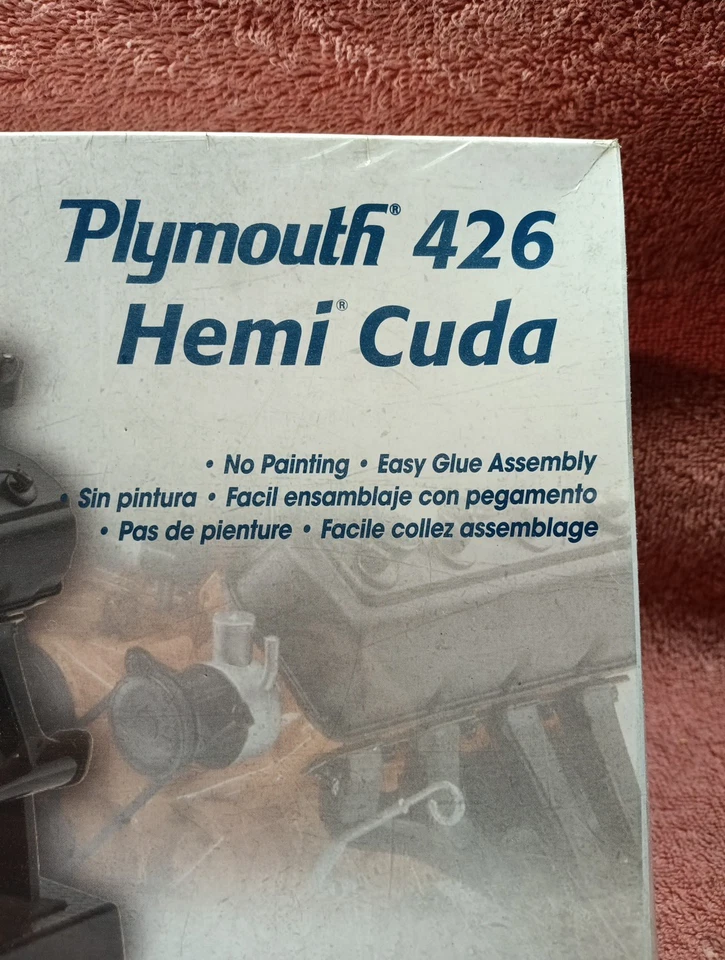 Plymouth® 426
Hemi® Cuda
• No Painting • Easy Glue Assembly
• Sin pintura • Facil ensamblaje con pegamento
• Pas de pienture • Facile collez assemblage